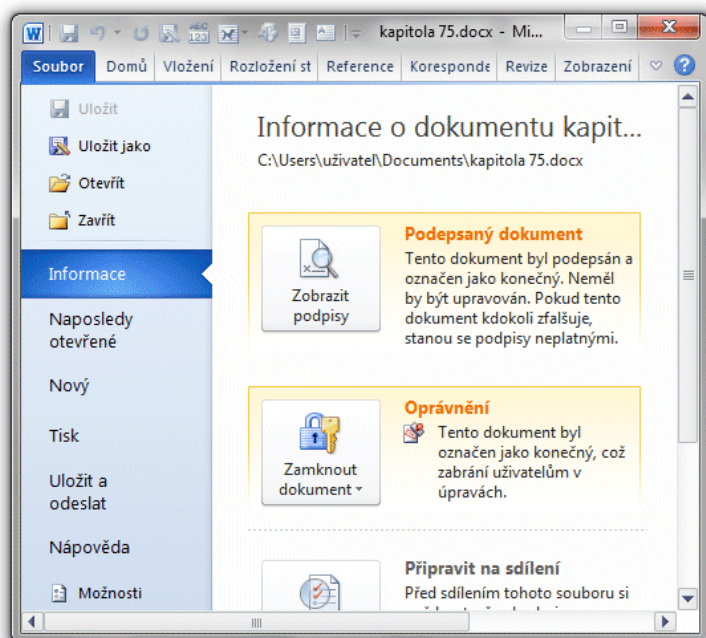 kapitola 75.docx - Mi...
Soubor Domů Vložení Rozložení st Reference Koresponde Revize Zobrazení
Uložit
Uložit jako
Otevřít
Zavřít
Informace
Naposledy
otevřené
Nový
Tisk
Uložit a
odeslat
Nápověda
Možnosti
Informace o dokumentu kapit...
C:\Users\uživatel\Documents\kapitola 75.docx
Zobrazit
podpisy
Podepsaný dokument
Tento dokument byl podepsán a
označen jako konečný. Neměl
by být upravován. Pokud tento
dokument kdokoli zfalšuje,
stanou se podpisy neplatnými.
Zamknout
dokument
Oprávnění
Tento dokument byl
označen jako konečný, což
zabrání uživatelům v
úpravách.
Připravit na sdílení
Před sdílením tohoto souboru si